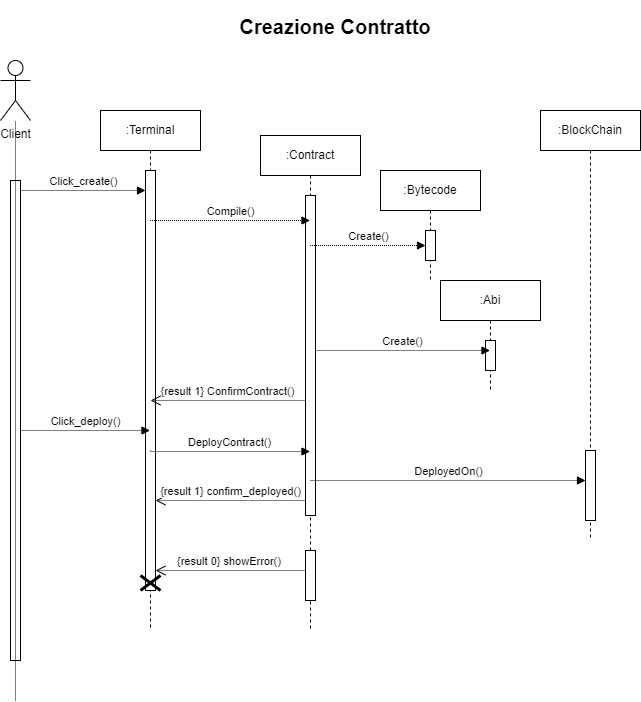 Creazione Contratto
Client
:Terminal
:Contract
:BlockChain
:Bytecode
Click_create()
Compile()
Create()
:Abi
Create()
{result 1} ConfirmContract()
Click_deploy()
DeployContract()
DeployedOn()
{result 1} confirm_deployed()
{result 0} showError()